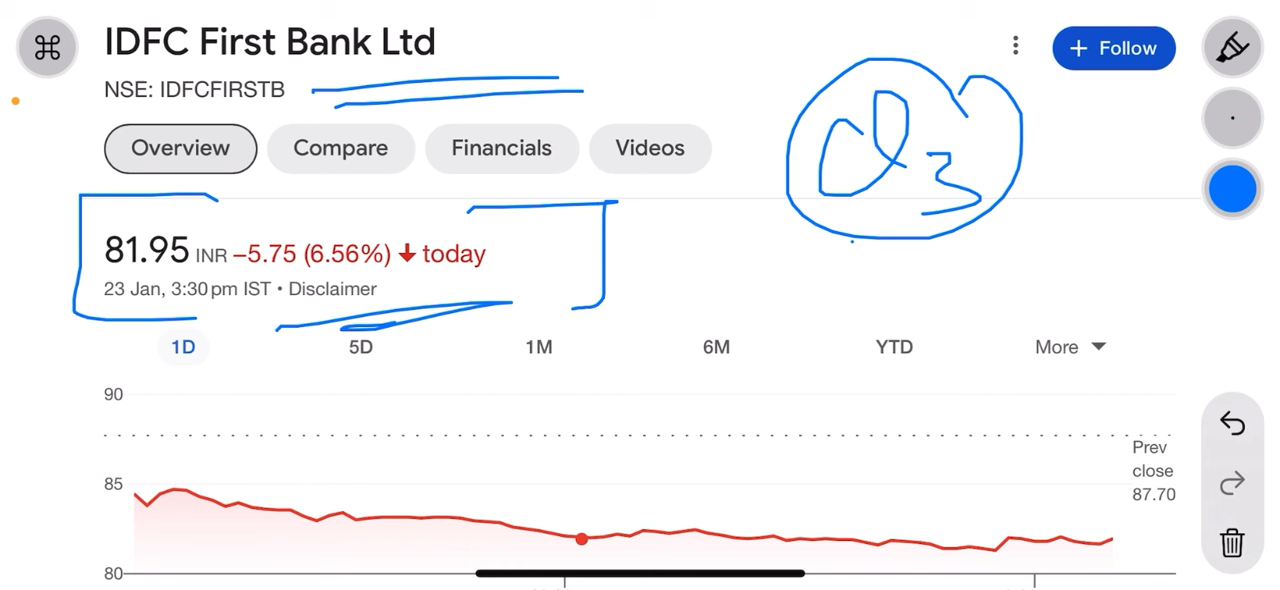 IDFC First Bank Ltd
+ Follow
NSE: IDFCFIRSTB
Overview Compare Financials Videos
Q3
81.95 INR −5.75 (6.56%) ↓ today
23 Jan, 3:30 pm IST • Disclaimer
1D 5D 1M 6M YTD More
90
Prev
close
87.70
85
80